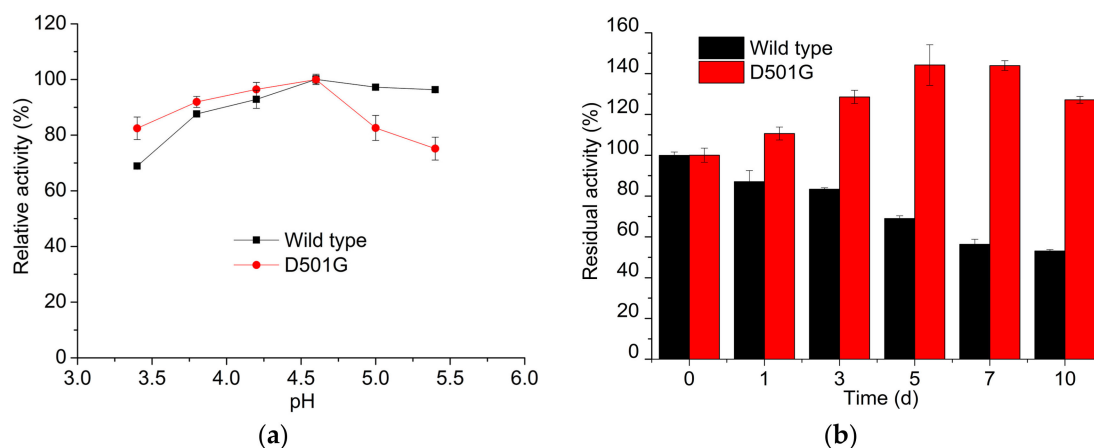 Relative activity (%)
120
100
80
60
40
20
0
Wild type
D501G
3.0 3.5 4.0 4.5 5.0 5.5 6.0
pH
(a)
Residual activity (%)
160
140
120
100
80
60
40
20
0
Wild type
D501G
0 1 3 5 7 10
Time (d)
(b)